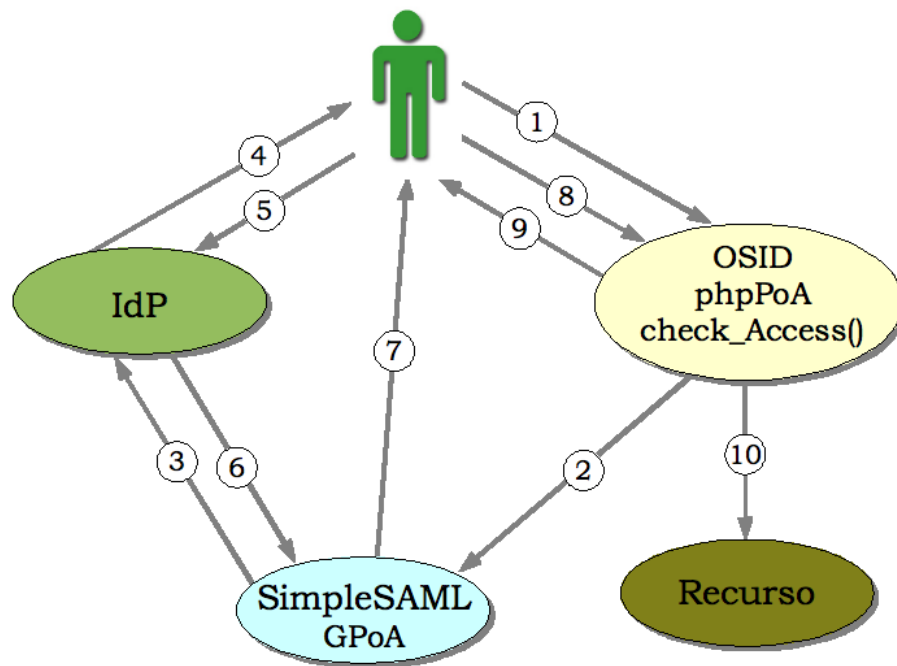 1
4
8
5
9
OSID
phpPoA
check_Access()
IdP
7
3
6
2
10
SimpleSAML
GPoA
Recurso